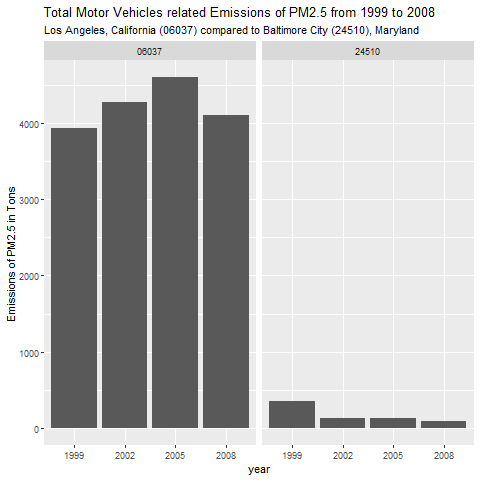 Total Motor Vehicles related Emissions of PM2.5 from 1999 to 2008
Los Angeles, California (06037) compared to Baltimore City (24510), Maryland
06037 24510
Emissions of PM2.5 in Tons
4000
3000
2000
1000
0
1999 2002 2005 2008 1999 2002 2005 2008
year